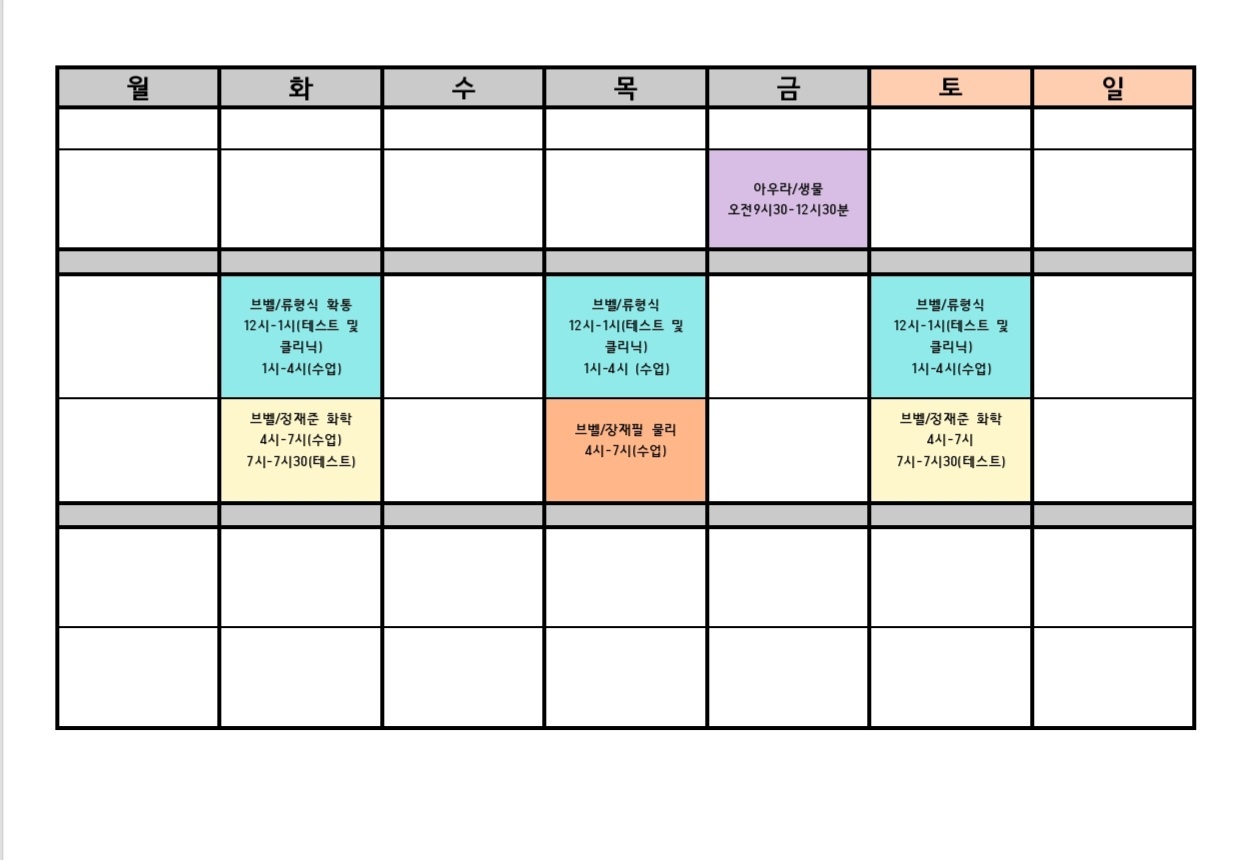 월 화 수 목 금 토 일
아우라/생물
오전9시30-12시30분
브벨/류형식 확통
12시-1시(테스트 및
클리닉)
1시-4시(수업)
브벨/류형식
12시-1시(테스트 및
클리닉)
1시-4시 (수업)
브벨/류형식
12시-1시(테스트 및
클리닉)
1시-4시(수업)
브벨/정재준 화학
4시-7시(수업)
7시-7시30(테스트)
브벨/장재필 물리
4시-7시(수업)
브벨/정재준 화학
4시-7시
7시-7시30(테스트)